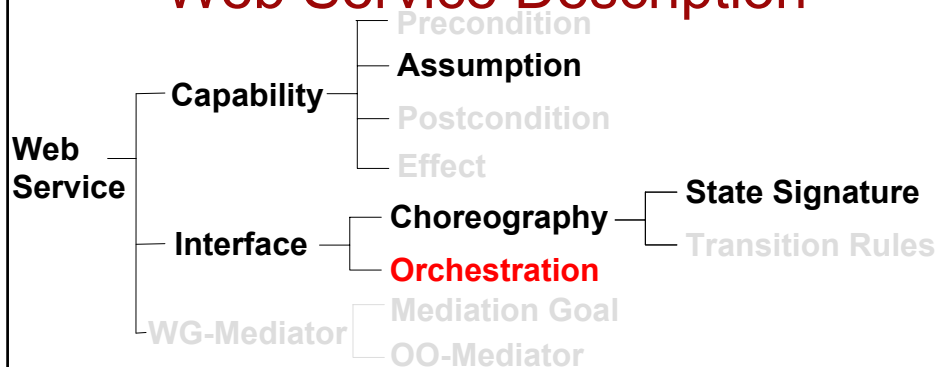 Web Service Description
Precondition
Assumption
Capability
Postcondition
Effect
Web
Service
State Signature
Choreography
Transition Rules
Interface
Orchestration
Mediation Goal
WG-Mediator
OO-Mediator